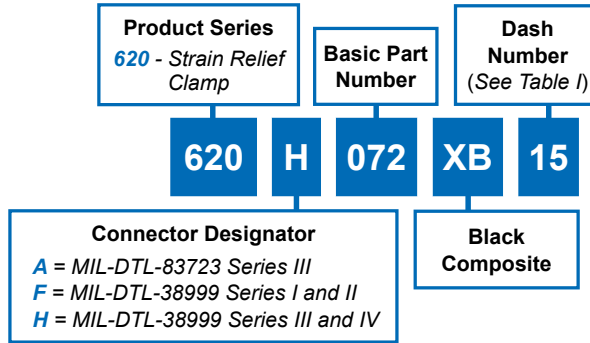 Product Series
620 - Strain Relief
Clamp
Basic Part
Number
Dash
Number
(See Table I)
620 H 072 XB 15
Connector Designator
A = MIL-DTL-83723 Series III
F = MIL-DTL-38999 Series I and II
H = MIL-DTL-38999 Series III and IV
Black
Composite